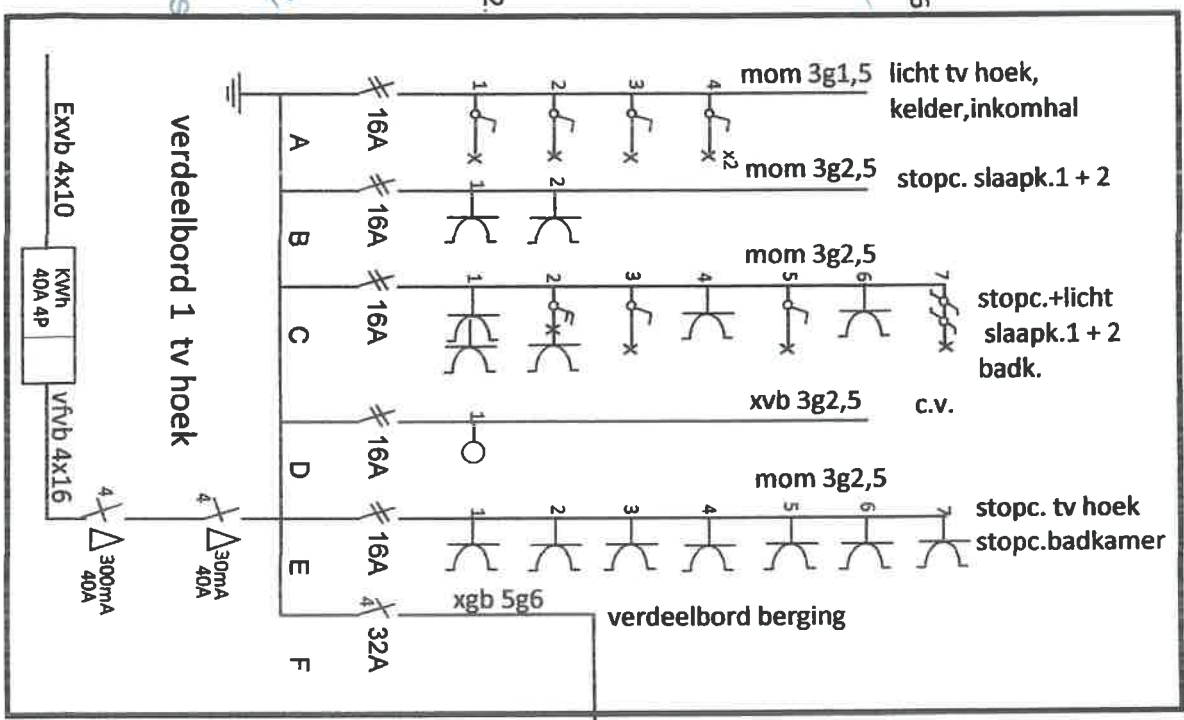 mom 3g1,5
licht tv hoek,
kelder,inkomhal
1
2
3
4
x2
16A
A
mom 3g2,5
stopc. slaapk.1 + 2
1
2
16A
B
mom 3g2,5
stopc.+licht
slaapk.1 + 2
badk.
1
2
3
4
5
6
7
16A
C
xvb 3g2,5
c.v.
1
16A
D
mom 3g2,5
stopc. tv hoek
stopc.badkamer
1
2
3
4
5
6
7
16A
E
xgb 5g6
verdeelbord berging
4
32A
F
verdeelbord 1 tv hoek
Exvb 4x10
KWh
40A 4P
vfvb 4x16
4
300mA
40A
4
30mA
40A